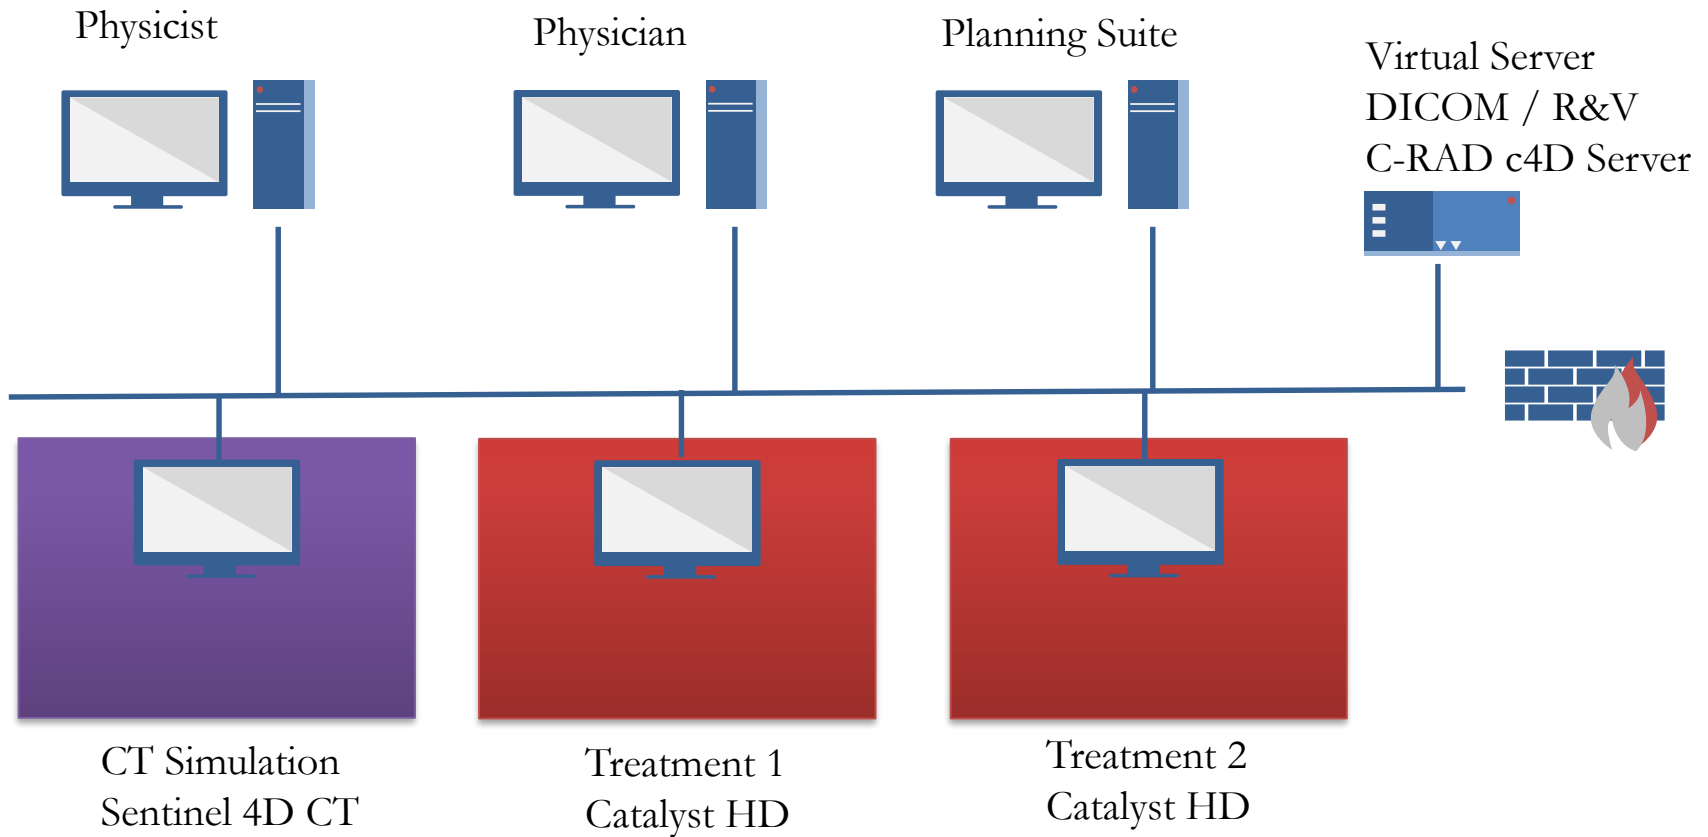 Physicist
Physician
Planning Suite
Virtual Server
DICOM / R&V
C-RAD c4D Server
CT Simulation
Sentinel 4D CT
Treatment 1
Catalyst HD
Treatment 2
Catalyst HD